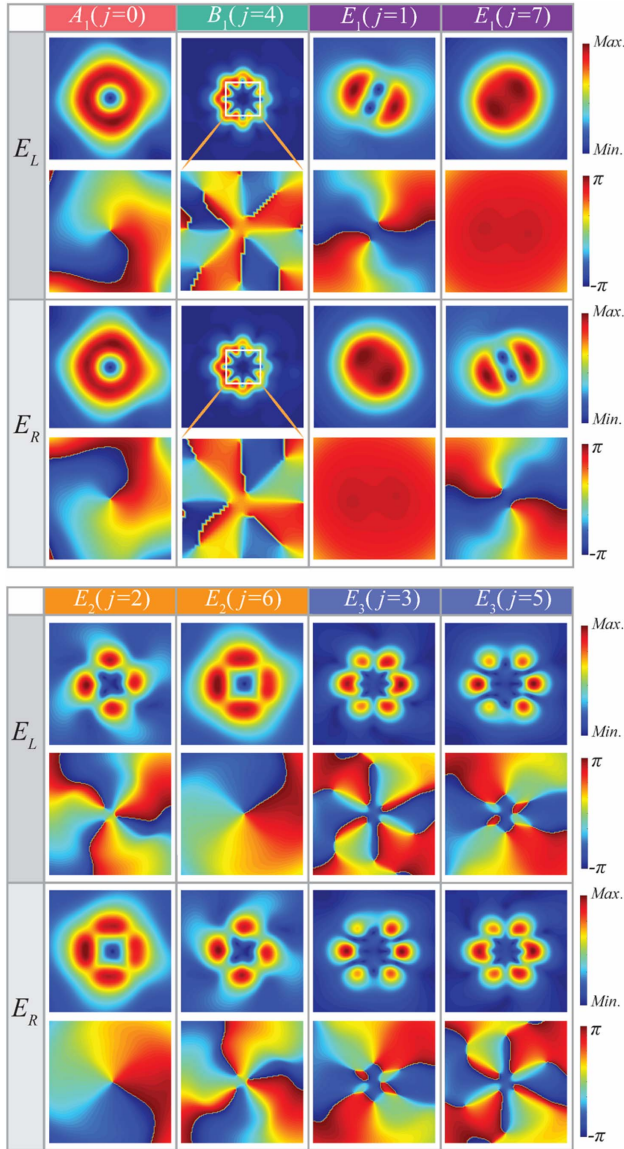 A1(j=0) B1(j=4) E1(j=1) E1(j=7)
EL
Max.
Min.
π
-π
ER
Max.
Min.
π
-π
E2(j=2) E2(j=6) E3(j=3) E3(j=5)
EL
Max.
Min.
π
-π
ER
Max.
Min.
π
-π